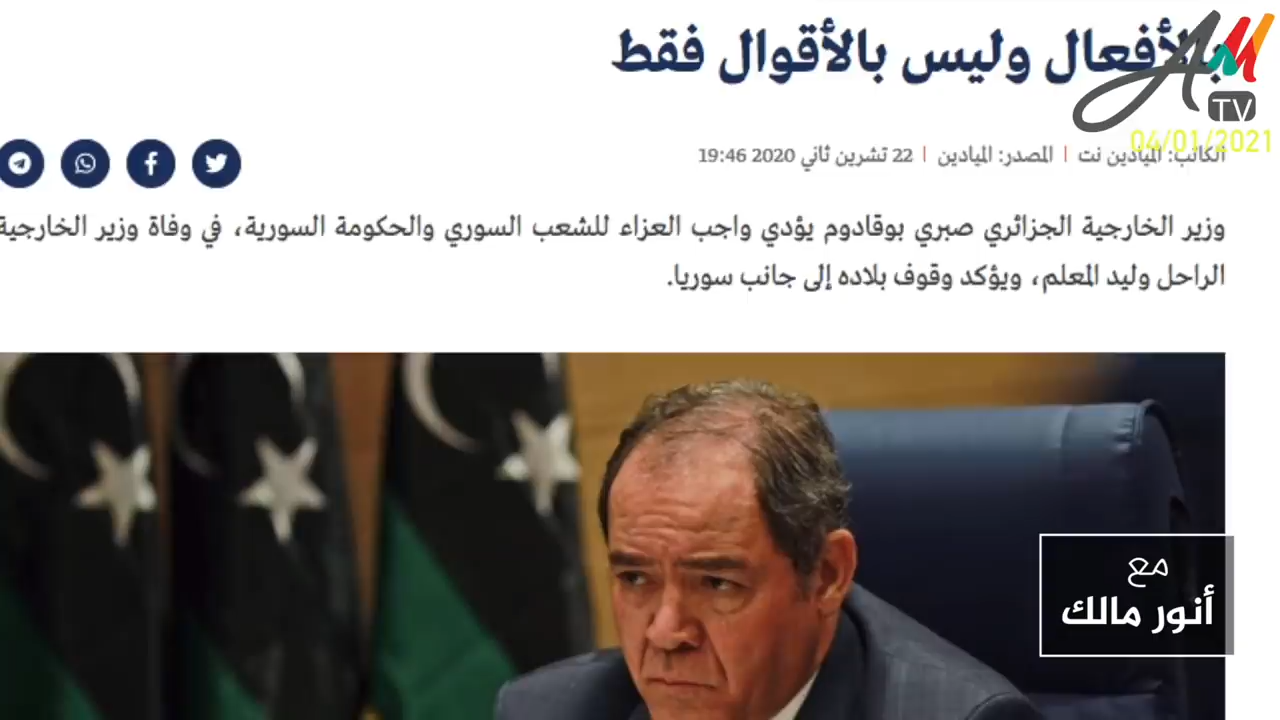 بالأفعال وليس بالأقوال فقط
AM
TV
04/01/2021
الكاتب: الميادين نت | المصدر: الميادين | 22 تشرين ثاني 2020 19:46
وزير الخارجية الجزائري صبري بوقادوم يؤدي واجب العزاء للشعب السوري والحكومة السورية، في وفاة وزير الخارجية
الراحل وليد المعلم، ويؤكد وقوف بلاده إلى جانب سوريا.
مع
أنور مالك